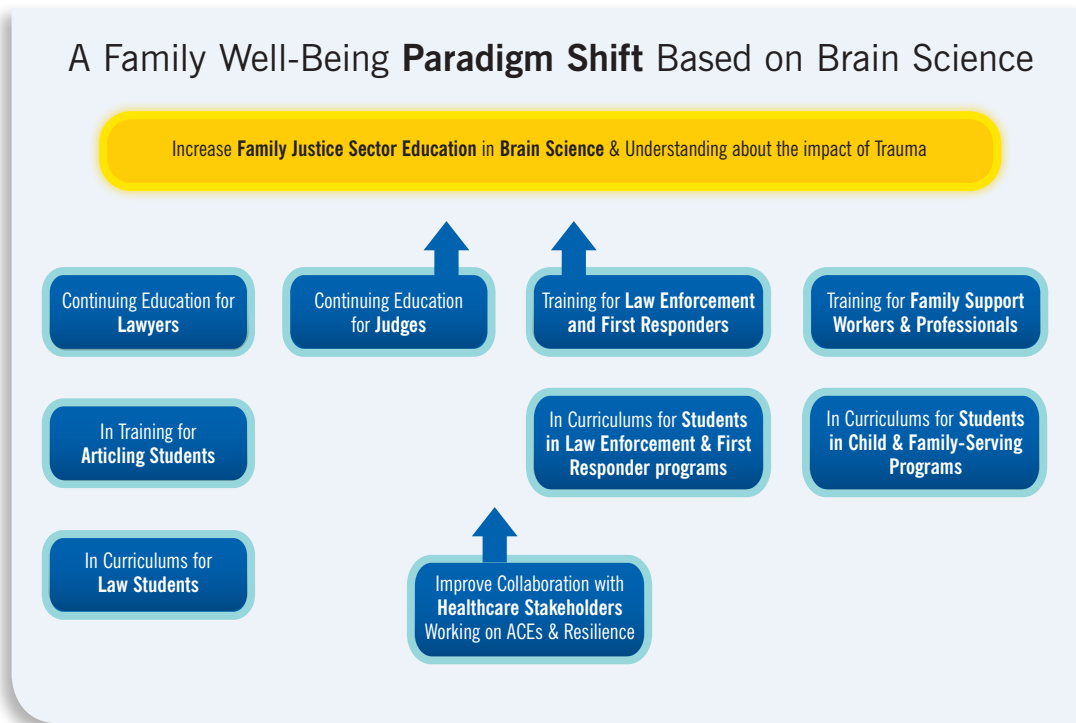 A Family Well-Being Paradigm Shift Based on Brain Science
Increase Family Justice Sector Education in Brain Science & Understanding about the impact of Trauma
Continuing Education for
Lawyers
Continuing Education
for Judges
Training for Law Enforcement
and First Responders
Training for Family Support
Workers & Professionals
In Training for
Articling Students
In Curriculums for Students
in Law Enforcement & First
Responder programs
In Curriculums for Students
in Child & Family-Serving
Programs
In Curriculums for
Law Students
Improve Collaboration with
Healthcare Stakeholders
Working on ACEs & Resilience